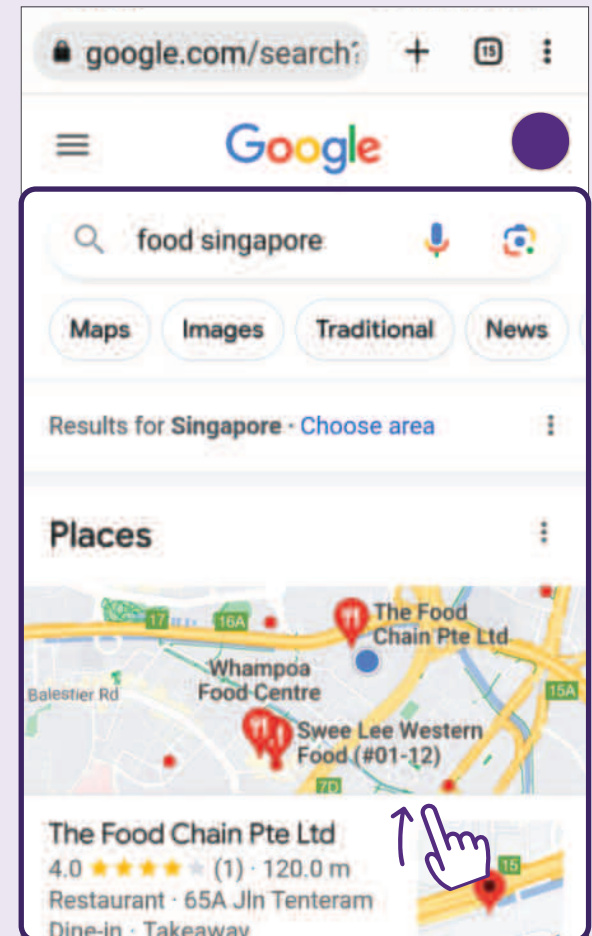 google.com/search?
15
Google
food singapore
Maps Images Traditional News
Results for Singapore · Choose area
Places
17
16A
The Food
Chain Pte Ltd
Whampoa
Food Centre
Balestier Rd
15A
Swee Lee Western
Food (#01-12)
7D
The Food Chain Pte Ltd
4.0 (1) · 120.0 m
15
Restaurant · 65A Jln Tenteram
Dine-in · Takeaway